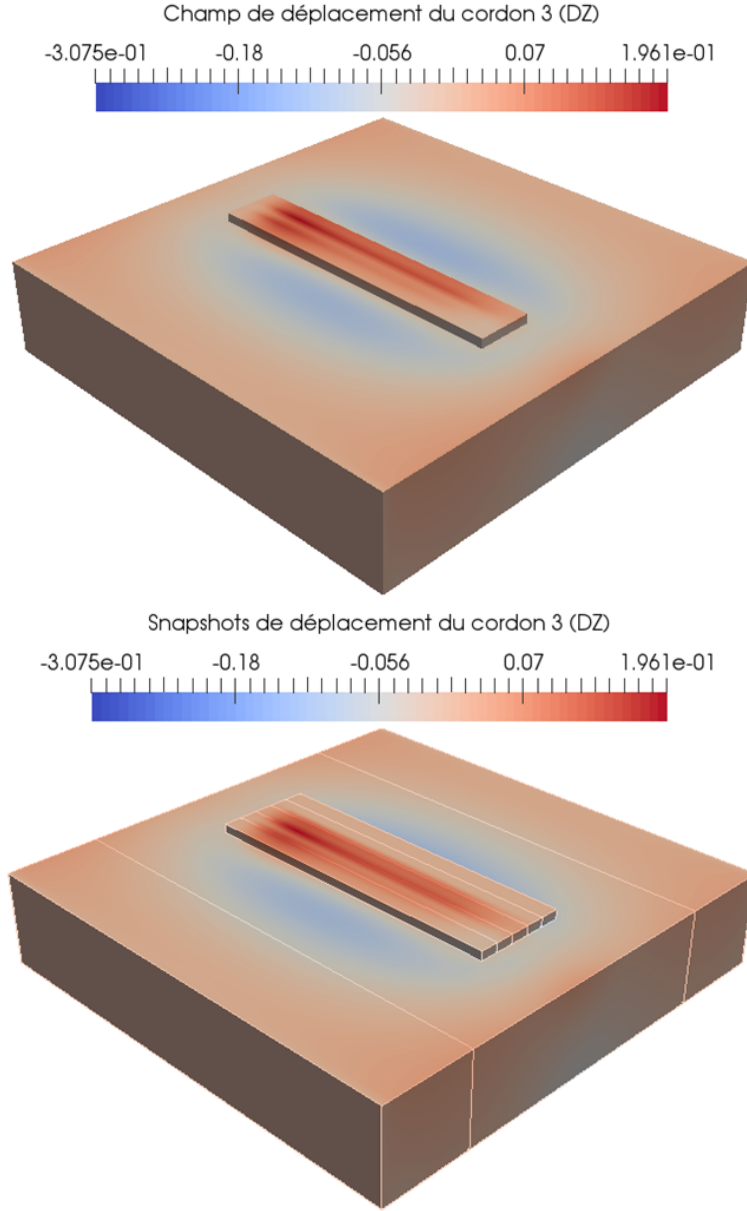 Champ de déplacement du cordon 3 (DZ)
-3.075e-01 -0.18 -0.056 0.07 1.961e-01
Snapshots de déplacement du cordon 3 (DZ)
-3.075e-01 -0.18 -0.056 0.07 1.961e-01